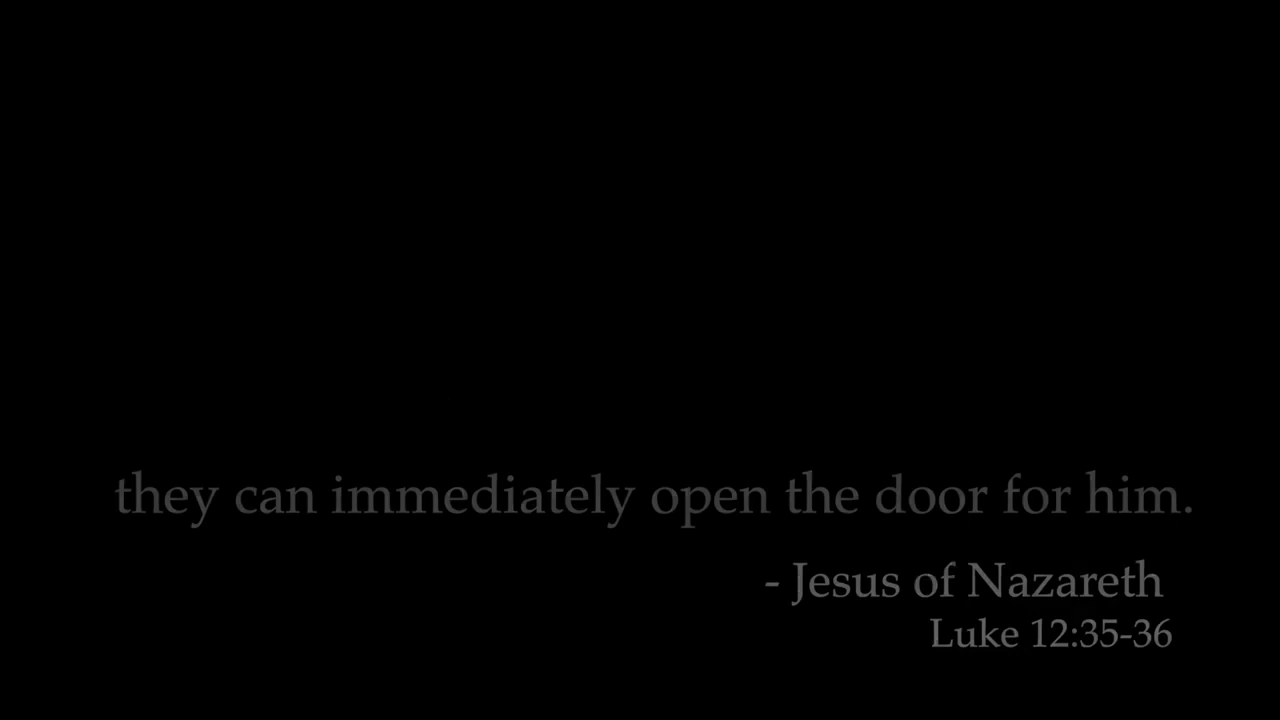 they can immediately open the door for him.
- Jesus of Nazareth
Luke 12:35-36